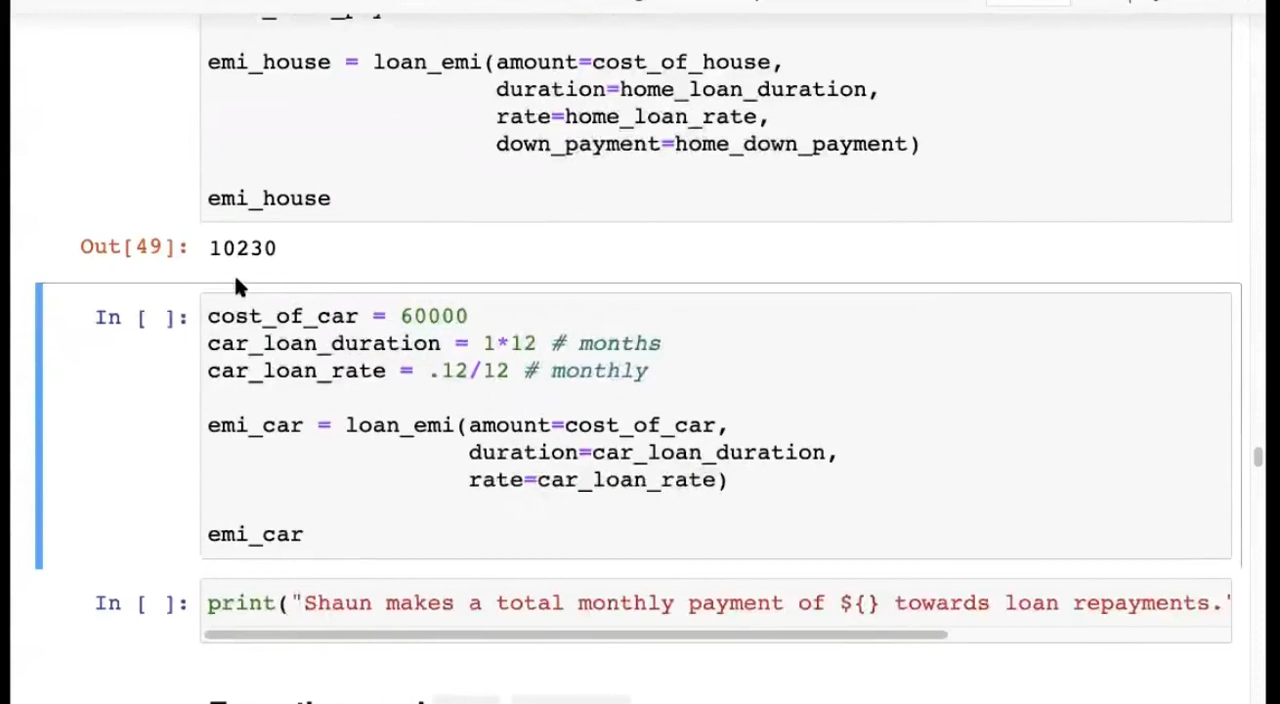 emi_house = loan_emi(amount=cost_of_house,
duration=home_loan_duration,
rate=home_loan_rate,
down_payment=home_down_payment)
emi_house
Out[49]: 10230
In [ ]: cost_of_car = 60000
car_loan_duration = 1*12 # months
car_loan_rate = .12/12 # monthly
emi_car = loan_emi(amount=cost_of_car,
duration=car_loan_duration,
rate=car_loan_rate)
emi_car
In [ ]: print("Shaun makes a total monthly payment of ${} towards loan repayments.'